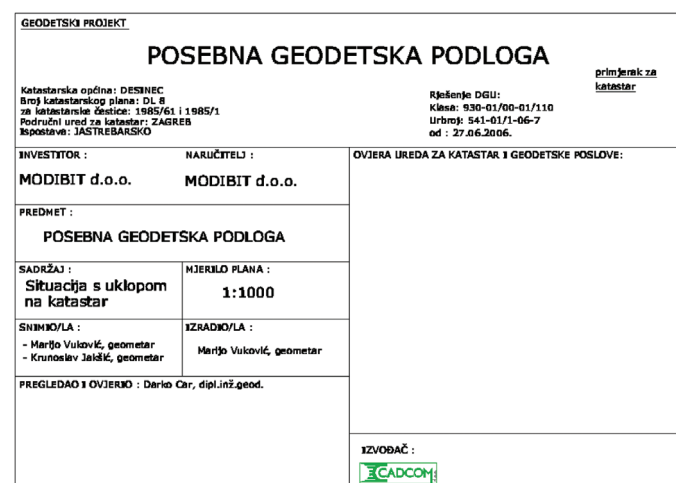 GEODETSKI PROJEKT
POSEBNA GEODETSKA PODLOGA
primjerak za
katastar
Katastarska općina: DESINEC
Broj katastarskog plana: DL 8
za katastarske čestice: 1985/61 i 1985/1
Područni ured za katastar: ZAGREB
Ispostava: JASTREBARSKO
Rješenje DGU:
Klasa: 930-01/00-01/110
Urbroj: 541-01/1-06-7
od : 27.06.2006.
INVESTITOR :
MODIBIT d.o.o.
NARUČITELJ :
MODIBIT d.o.o.
OVJERA UREDA ZA KATASTAR I GEODETSKE POSLOVE:
PREDMET :
POSEBNA GEODETSKA PODLOGA
SADRŽAJ :
Situacija s uklopom
na katastar
MJERILO PLANA :
1:1000
SNIMIO/LA :
- Marijo Vuković, geometar
- Krunoslav Jakšić, geometar
IZRADIO/LA :
Marijo Vuković, geometar
PREGLEDAO I OVJERIO : Darko Car, dipl.inž.geod.
IZVOĐAČ :
CADCOM